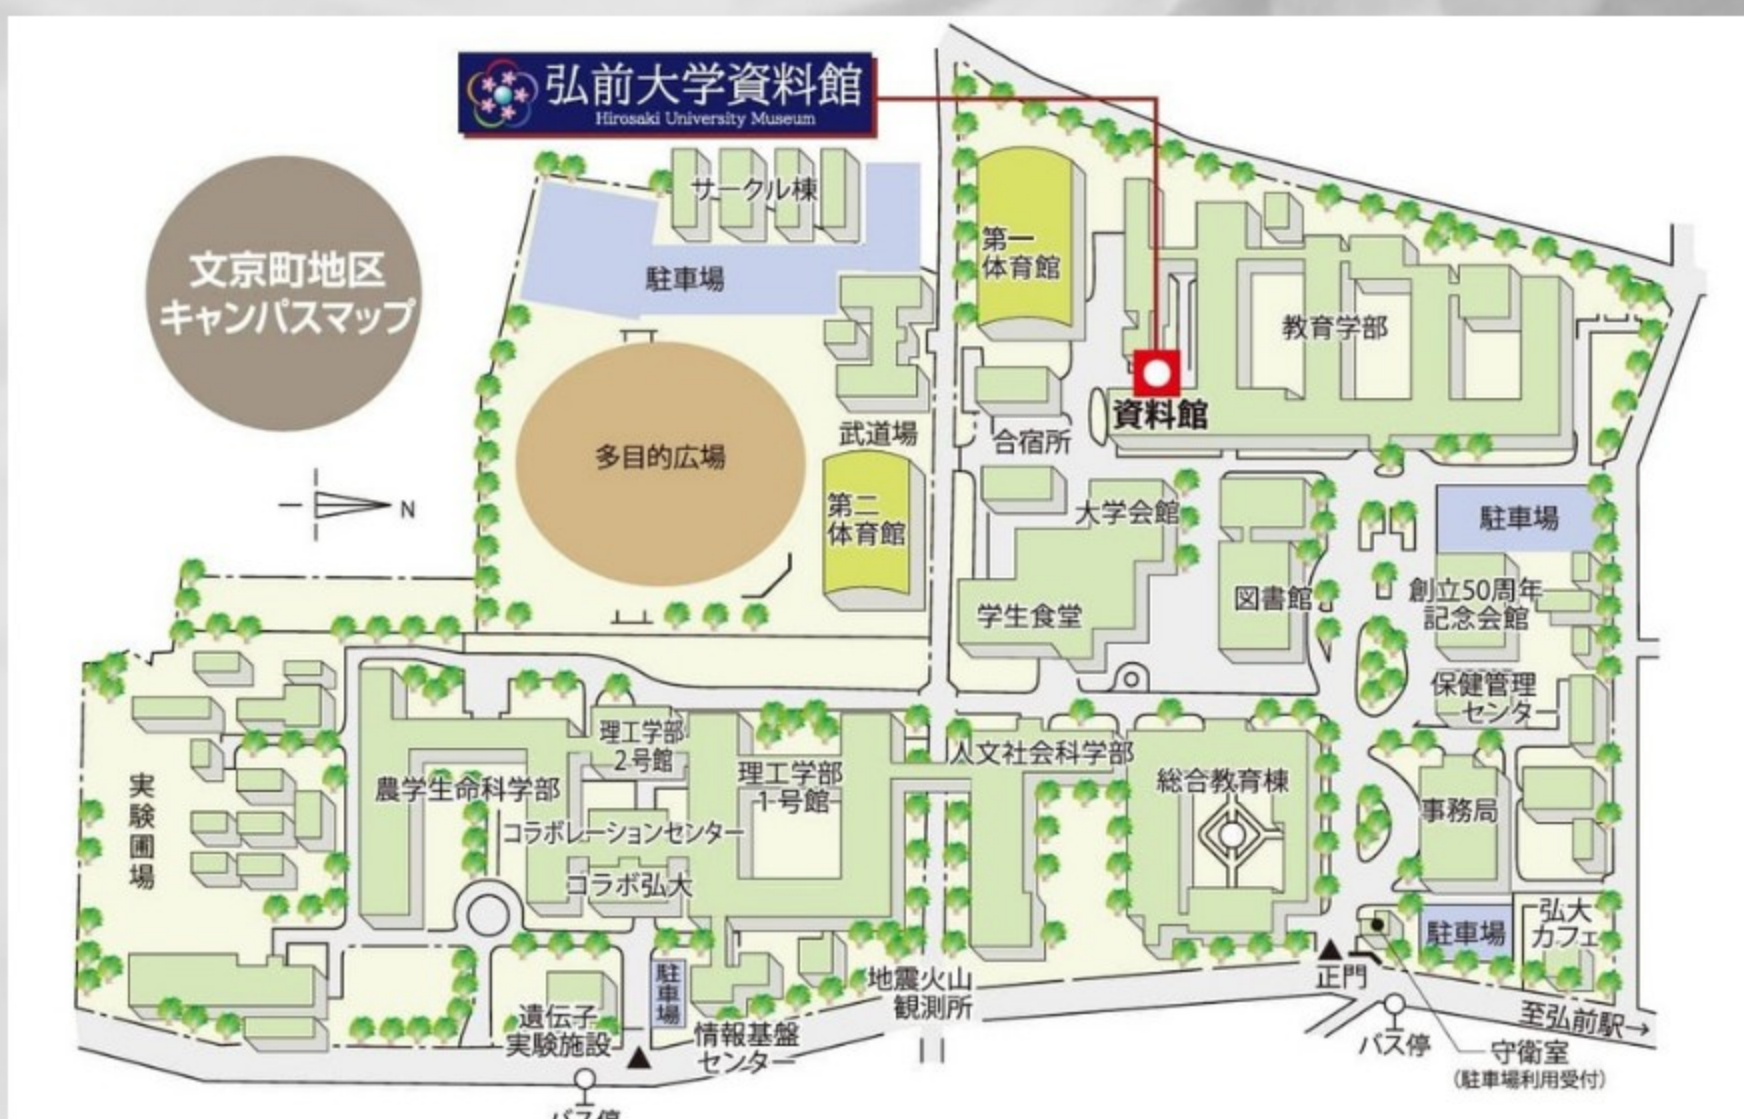 弘前大学資料館
Hirosaki University Museum
文京町地区
キャンパスマップ
サークル棟
駐車場
第一
体育館
教育学部
資料館
合宿所
武道場
多目的広場
N
第二
体育館
大学会館
駐車場
学生食堂
図書館
創立50周年
記念会館
保健管理
センター
実験圃場
農学生命科学部
理工学部
2号館
理工学部
1号館
人文社会科学部
総合教育棟
事務局
コラボレーションセンター
コラボ弘大
駐車場
弘大
カフェ
正門
地震火山
観測所
駐車場
遺伝子
実験施設
情報基盤
センター
至弘前駅→
バス停
守衛室
(駐車場利用受付)
バス停